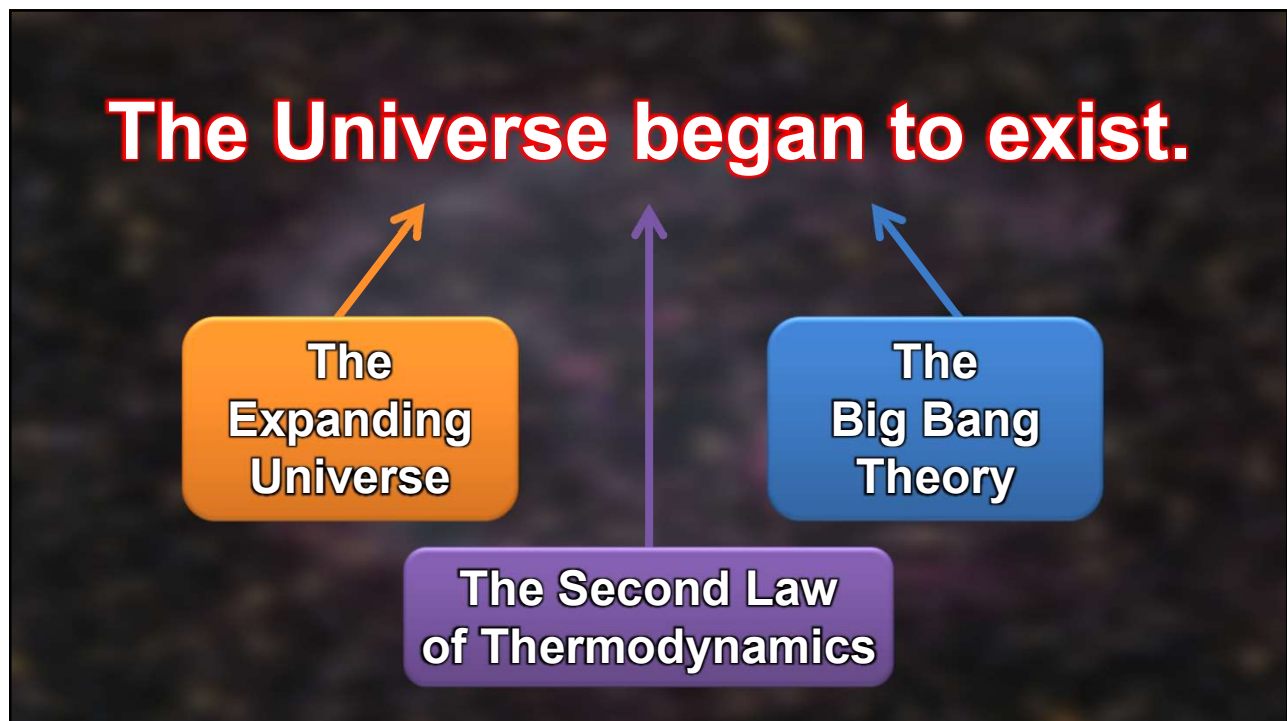 The Universe began to exist.
The
Expanding
Universe
The
Big Bang
Theory
The Second Law
of Thermodynamics